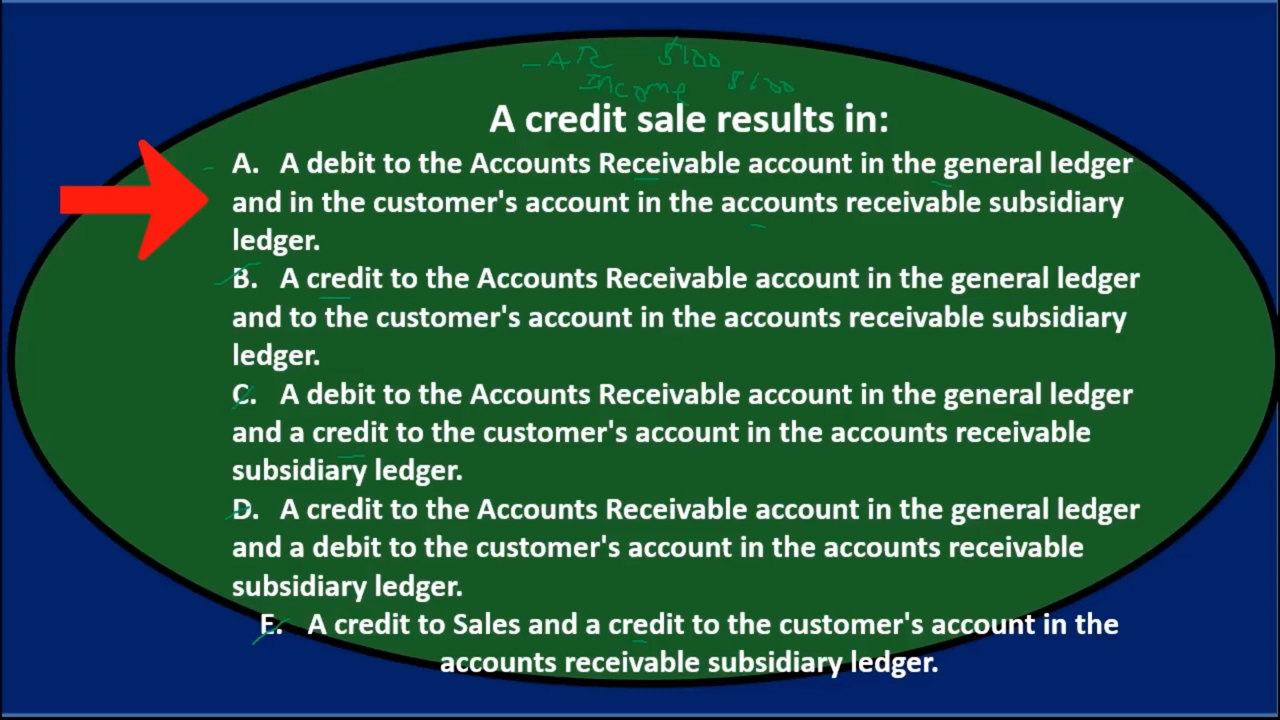 AR $100
Income $100
A credit sale results in:
A. A debit to the Accounts Receivable account in the general ledger
and in the customer's account in the accounts receivable subsidiary
ledger.
B. A credit to the Accounts Receivable account in the general ledger
and to the customer's account in the accounts receivable subsidiary
ledger.
C. A debit to the Accounts Receivable account in the general ledger
and a credit to the customer's account in the accounts receivable
subsidiary ledger.
D. A credit to the Accounts Receivable account in the general ledger
and a debit to the customer's account in the accounts receivable
subsidiary ledger.
E. A credit to Sales and a credit to the customer's account in the
accounts receivable subsidiary ledger.